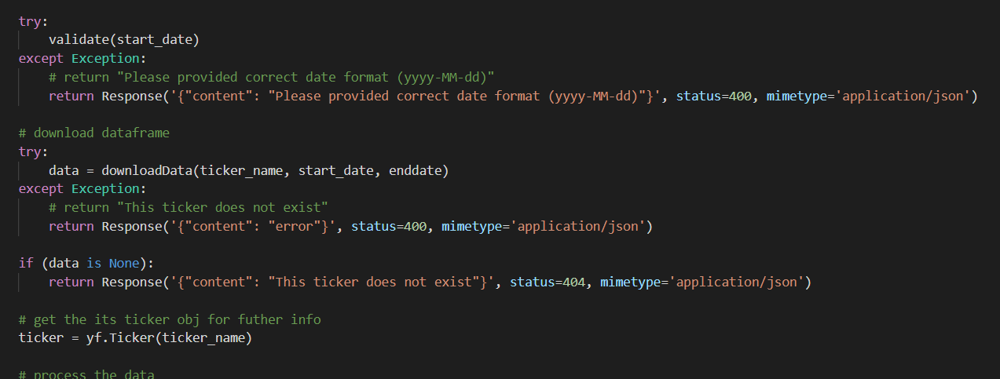 try:
    validate(start_date)
except Exception:
    # return "Please provided correct date format (yyyy-MM-dd)"
    return Response('{"content": "Please provided correct date format (yyyy-MM-dd)"}', status=400, mimetype='application/json')
# download dataframe
try:
    data = downloadData(ticker_name, start_date, enddate)
except Exception:
    # return "This ticker does not exist"
    return Response('{"content": "error"}', status=400, mimetype='application/json')
if (data is None):
    return Response('{"content": "This ticker does not exist"}', status=404, mimetype='application/json')
# get the its ticker obj for futher info
ticker = yf.Ticker(ticker_name)
# process the data